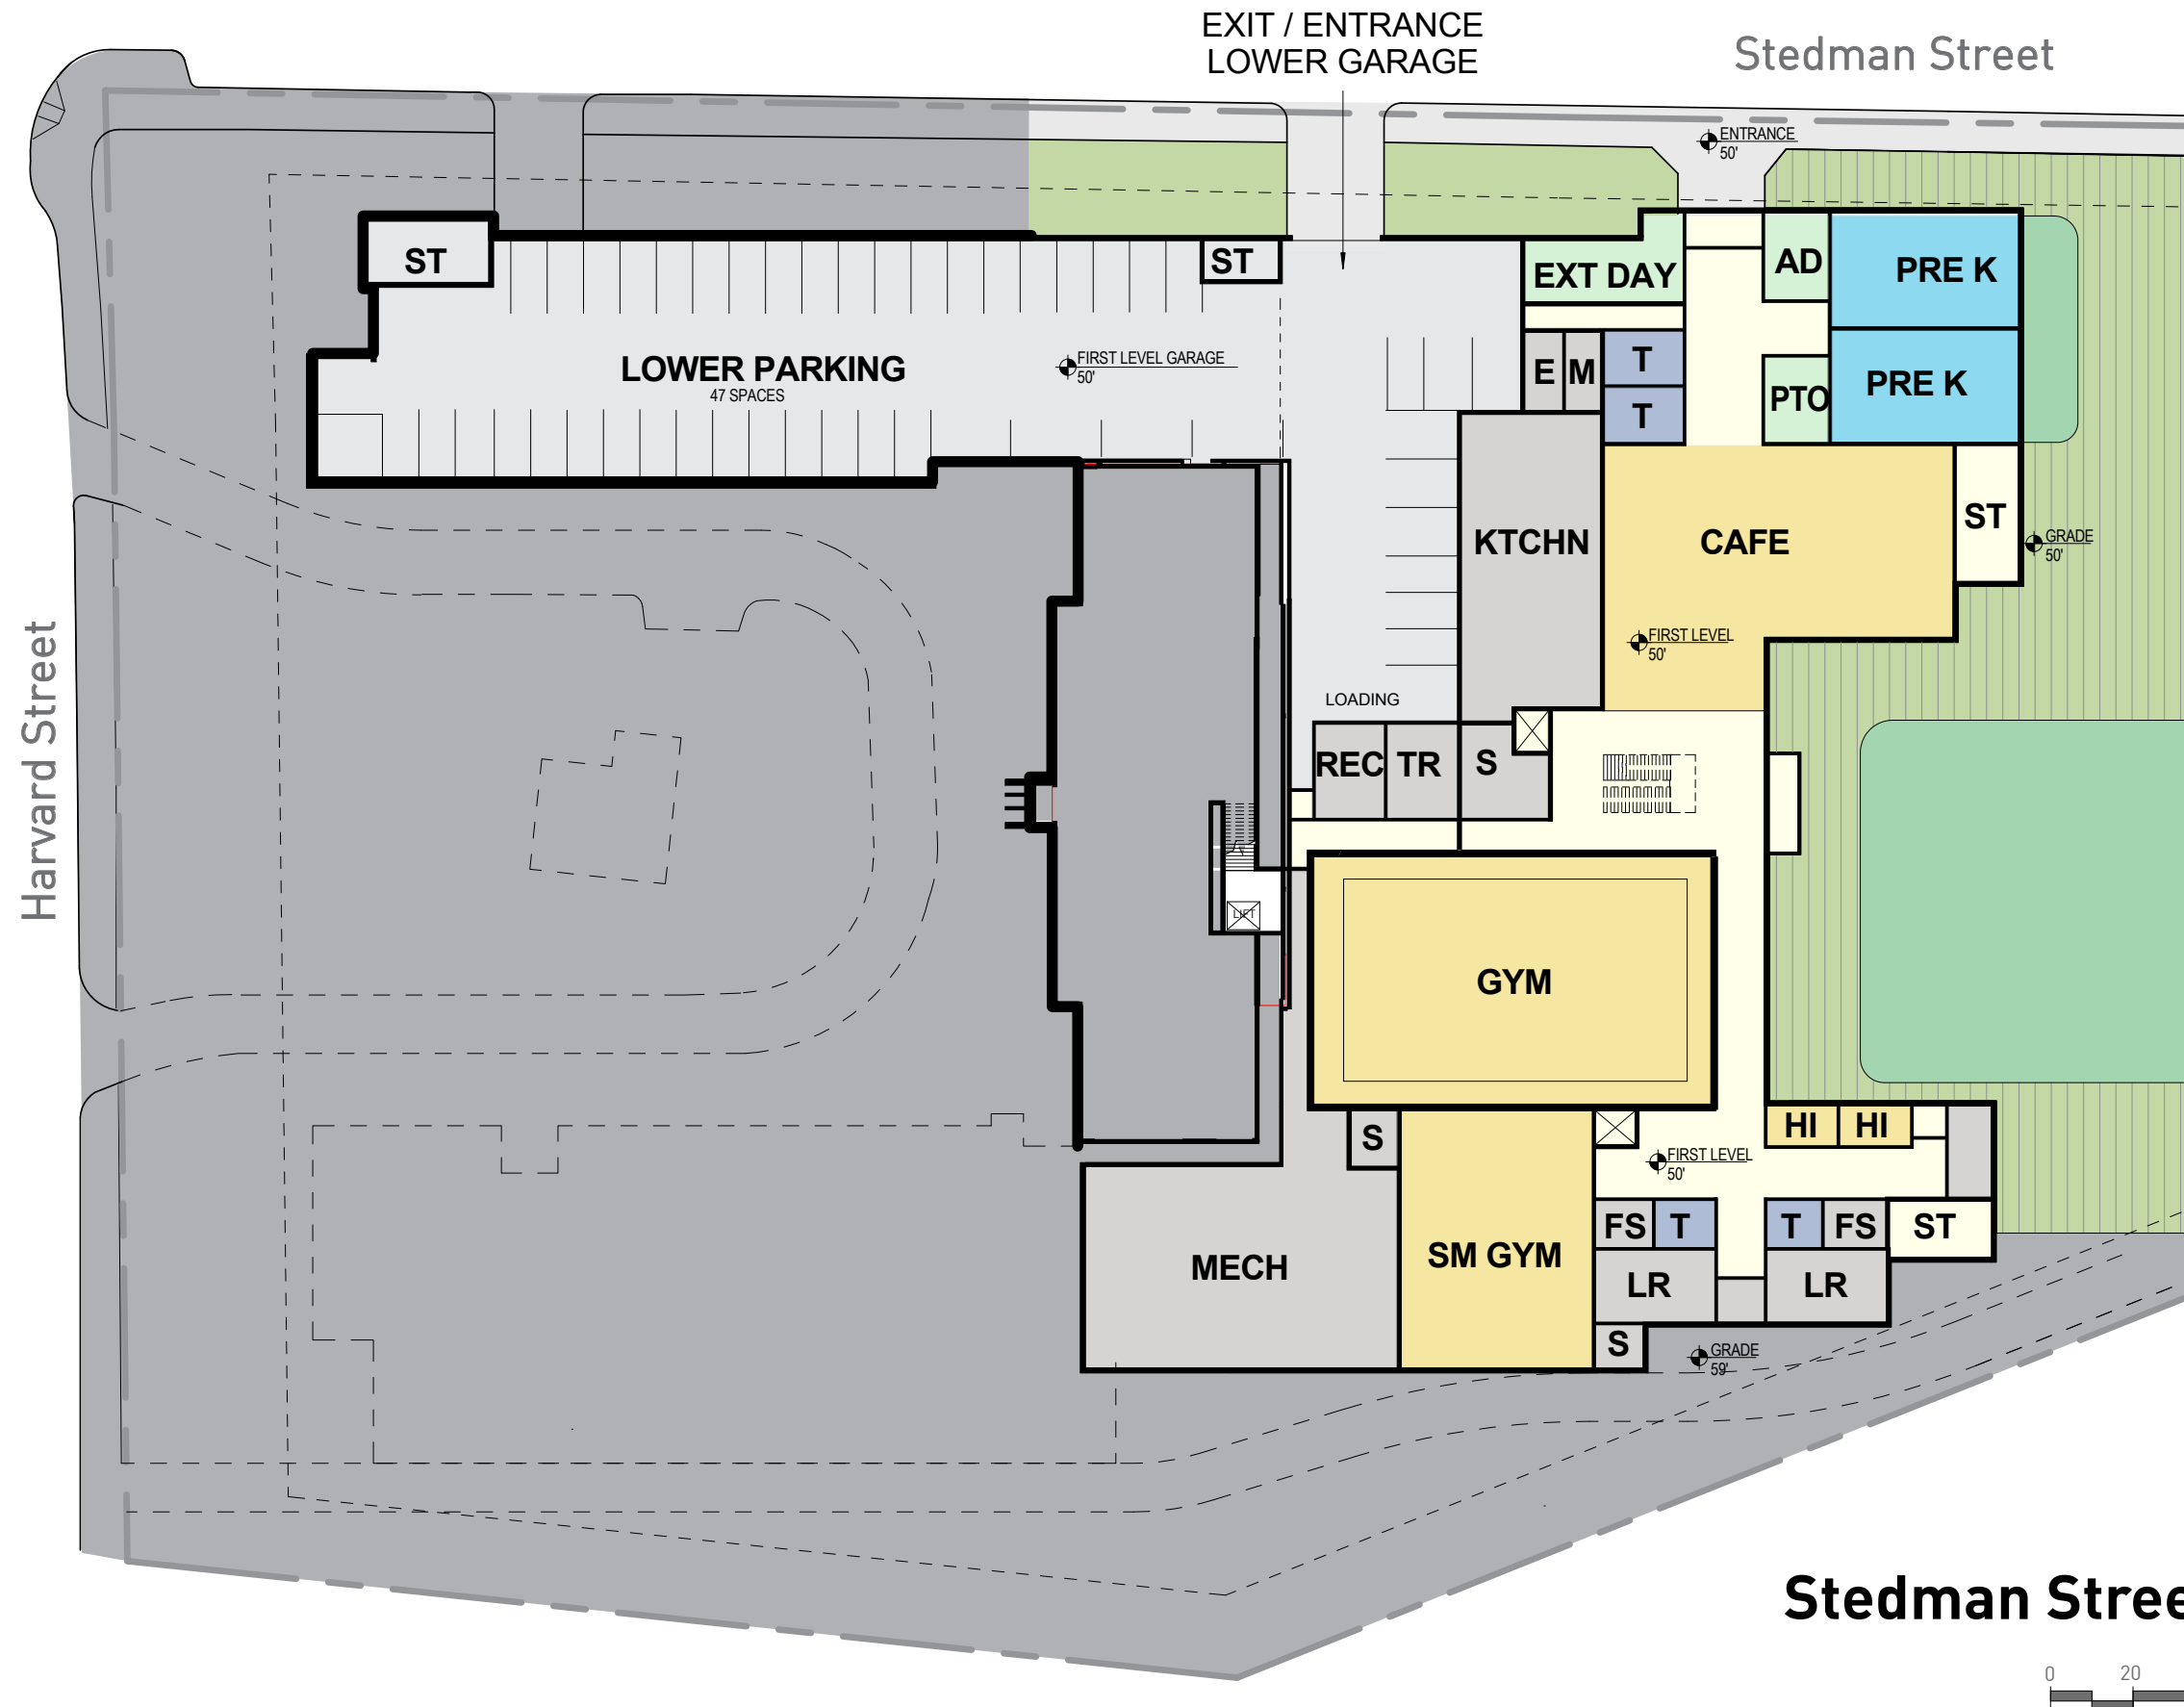 EXIT / ENTRANCE
LOWER GARAGE
Stedman Street
ENTRANCE
50'
ST
ST
EXT DAY
AD
PRE K
LOWER PARKING
47 SPACES
FIRST LEVEL GARAGE
50'
E
M
T
T
PTO
PRE K
KTCHN
CAFE
ST
GRADE
50'
FIRST LEVEL
50'
Harvard Street
LOADING
REC
TR
S
LIFT
GYM
S
HI
HI
FIRST LEVEL
50'
FS
T
T
FS
ST
MECH
SM GYM
LR
LR
S
GRADE
59'
Stedman Stree
0
20